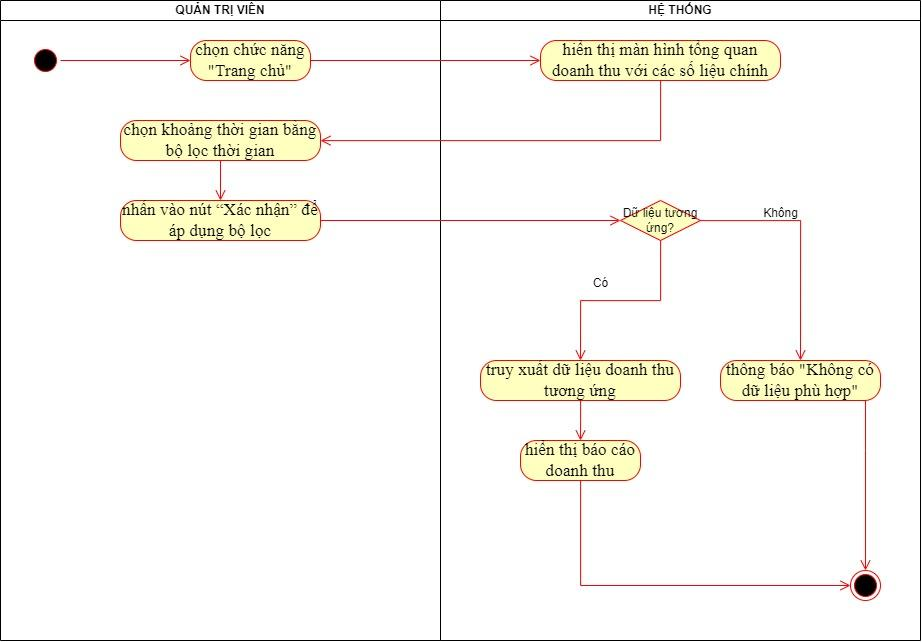 QUẢN TRỊ VIÊN
HỆ THỐNG
chọn chức năng
"Trang chủ"
hiển thị màn hình tổng quan
doanh thu với các số liệu chính
chọn khoảng thời gian bằng
bộ lọc thời gian
nhấn vào nút “Xác nhận” để
áp dụng bộ lọc
Dữ liệu tương
ứng?
Không
Có
truy xuất dữ liệu doanh thu
tương ứng
thông báo "Không có
dữ liệu phù hợp"
hiển thị báo cáo
doanh thu